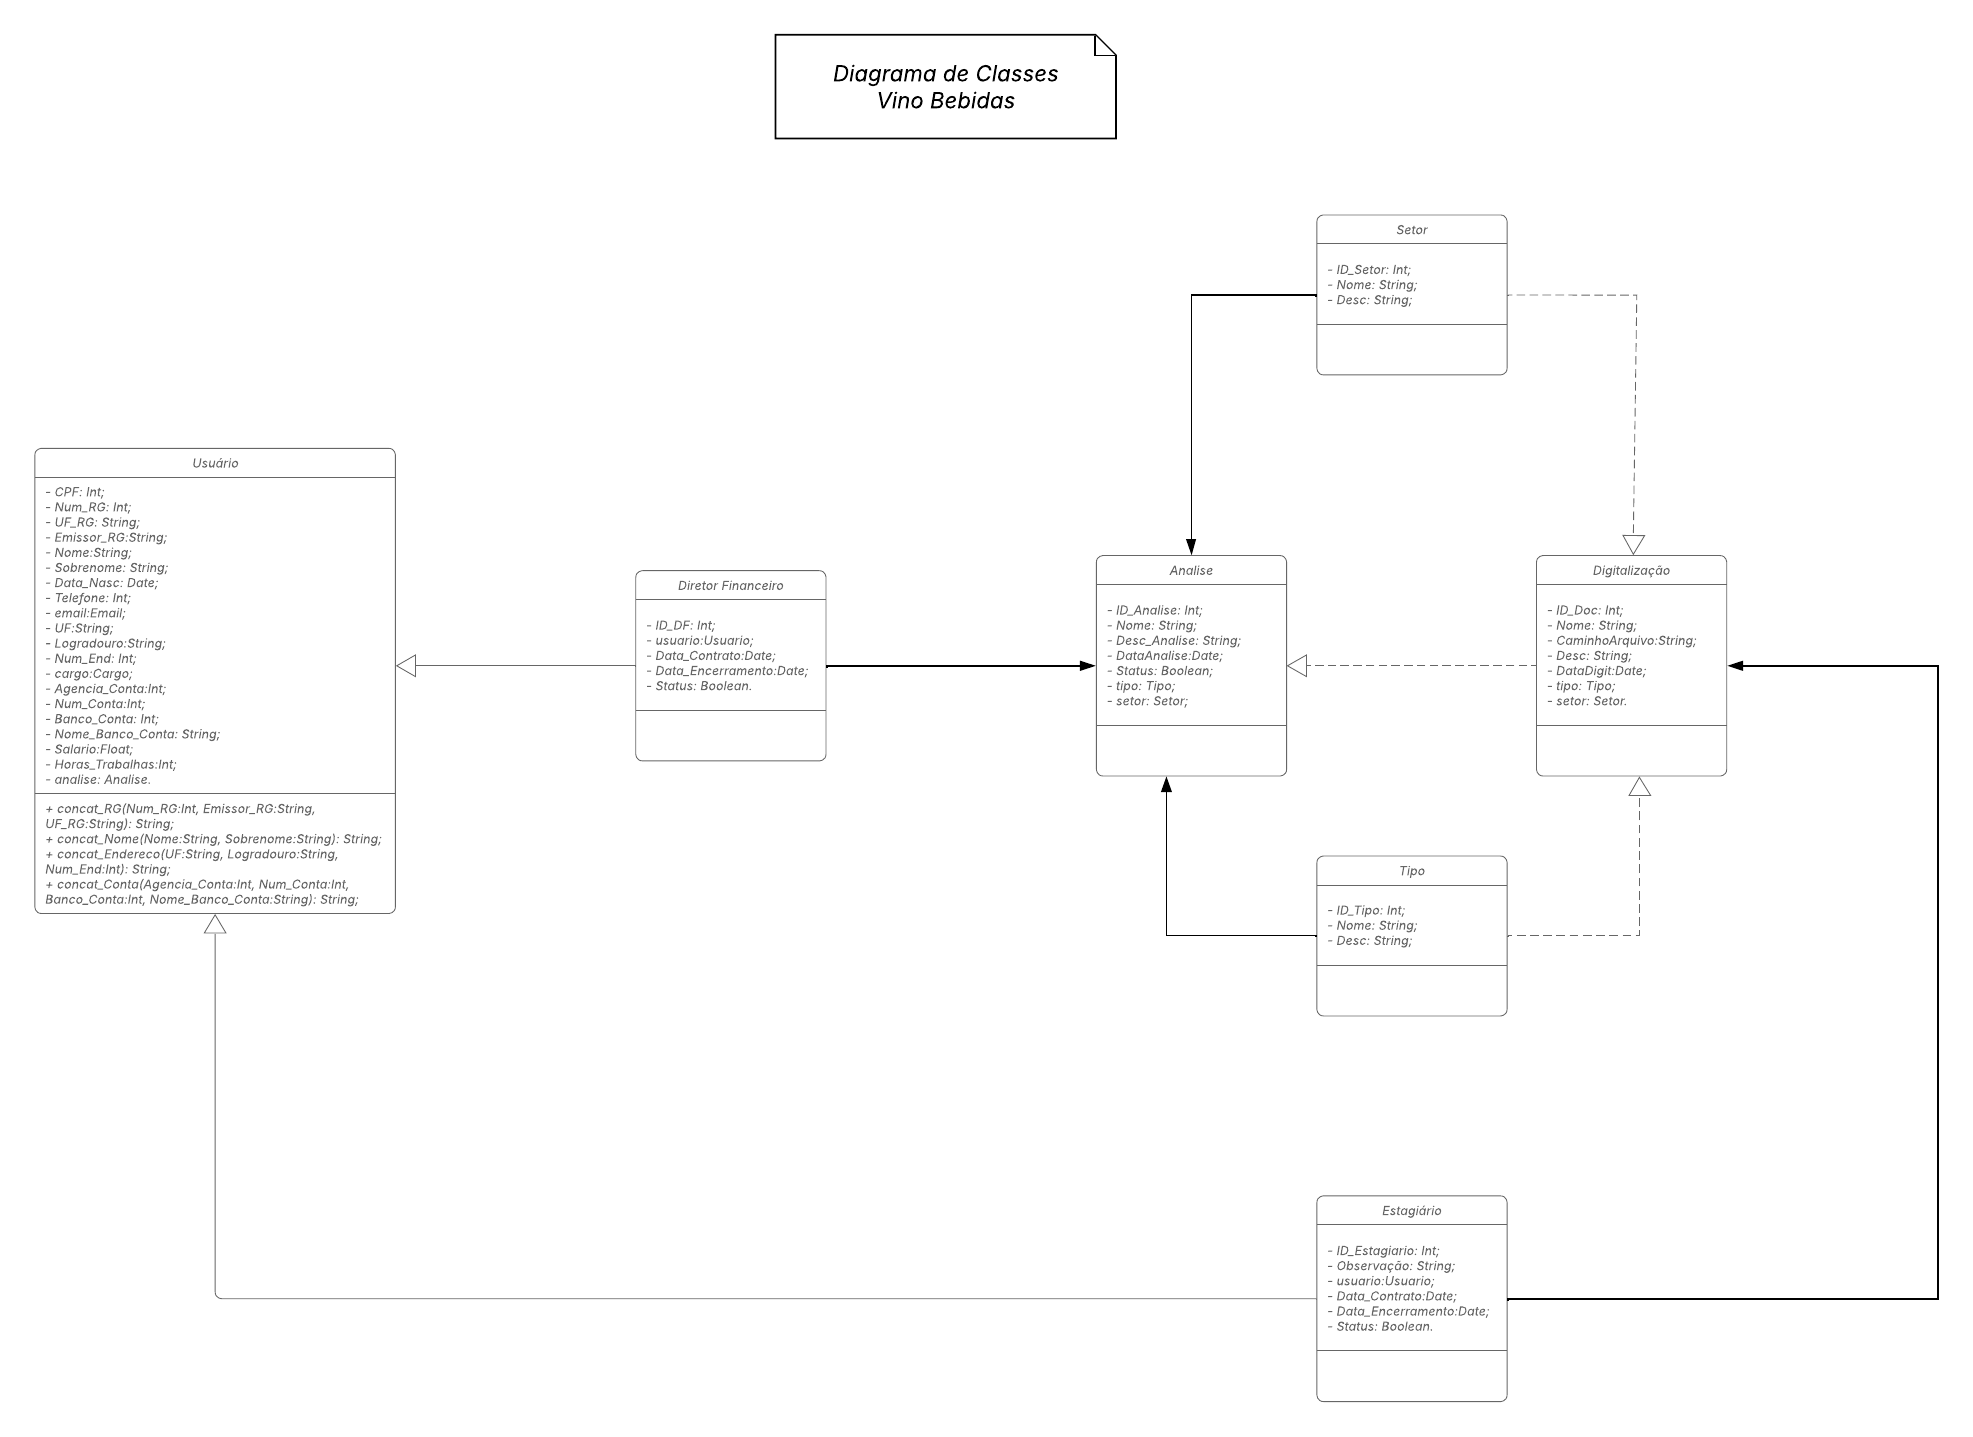 Diagrama de Classes
Vino Bebidas
Setor
- ID_Setor: Int;
- Nome: String;
- Desc: String;
Usuário
- CPF: Int;
- Num_RG: Int;
- UF_RG: String;
- Emissor_RG:String;
- Nome:String;
- Sobrenome: String;
- Data_Nasc: Date;
- Telefone: Int;
- email:Email;
- UF:String;
- Logradouro:String;
- Num_End: Int;
- cargo:Cargo;
- Agencia_Conta:Int;
- Num_Conta:Int;
- Banco_Conta: Int;
- Nome_Banco_Conta: String;
- Salario:Float;
- Horas_Trabalhas:Int;
- analise: Analise.
+ concat_RG(Num_RG:Int, Emissor_RG:String,
UF_RG:String): String;
+ concat_Nome(Nome:String, Sobrenome:String): String;
+ concat_Endereco(UF:String, Logradouro:String,
Num_End:Int): String;
+ concat_Conta(Agencia_Conta:Int, Num_Conta:Int,
Banco_Conta:Int, Nome_Banco_Conta:String): String;
Diretor Financeiro
- ID_DF: Int;
- usuario:Usuario;
- Data_Contrato:Date;
- Data_Encerramento:Date;
- Status: Boolean.
Analise
- ID_Analise: Int;
- Nome: String;
- Desc_Analise: String;
- DataAnalise:Date;
- Status: Boolean;
- tipo: Tipo;
- setor: Setor;
Digitalização
- ID_Doc: Int;
- Nome: String;
- CaminhoArquivo:String;
- Desc: String;
- DataDigit:Date;
- tipo: Tipo;
- setor: Setor.
Tipo
- ID_Tipo: Int;
- Nome: String;
- Desc: String;
Estagiário
- ID_Estagiario: Int;
- Observação: String;
- usuario:Usuario;
- Data_Contrato:Date;
- Data_Encerramento:Date;
- Status: Boolean.